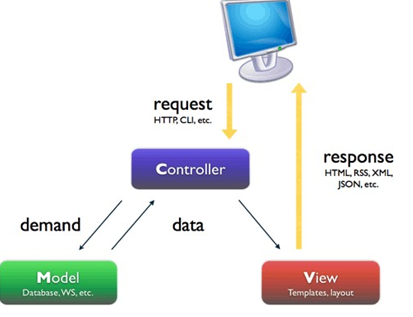 request
HTTP, CLI, etc.
response
HTML, RSS, XML,
JSON, etc.
Controller
demand
data
Model
Database, WS, etc.
View
Templates, layout